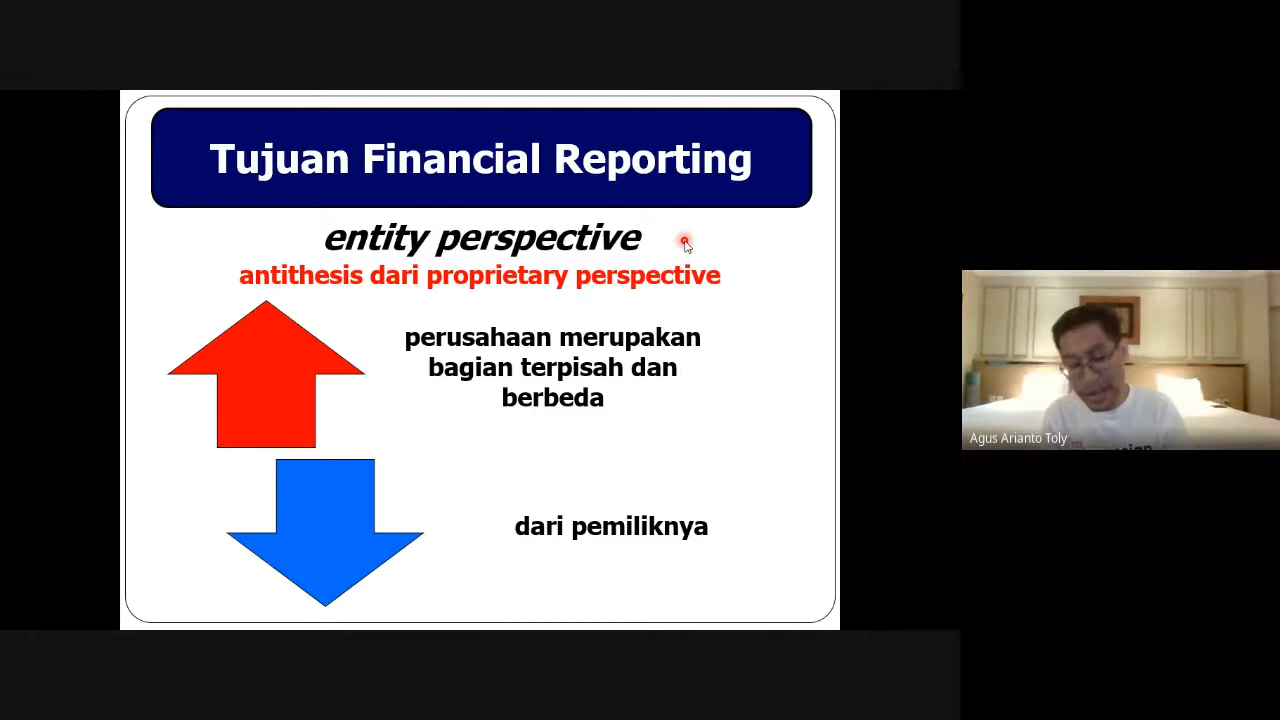 Tujuan Financial Reporting
entity perspective
antithesis dari proprietary perspective
perusahaan merupakan
bagian terpisah dan
berbeda
dari pemiliknya
Agus Arianto Toly